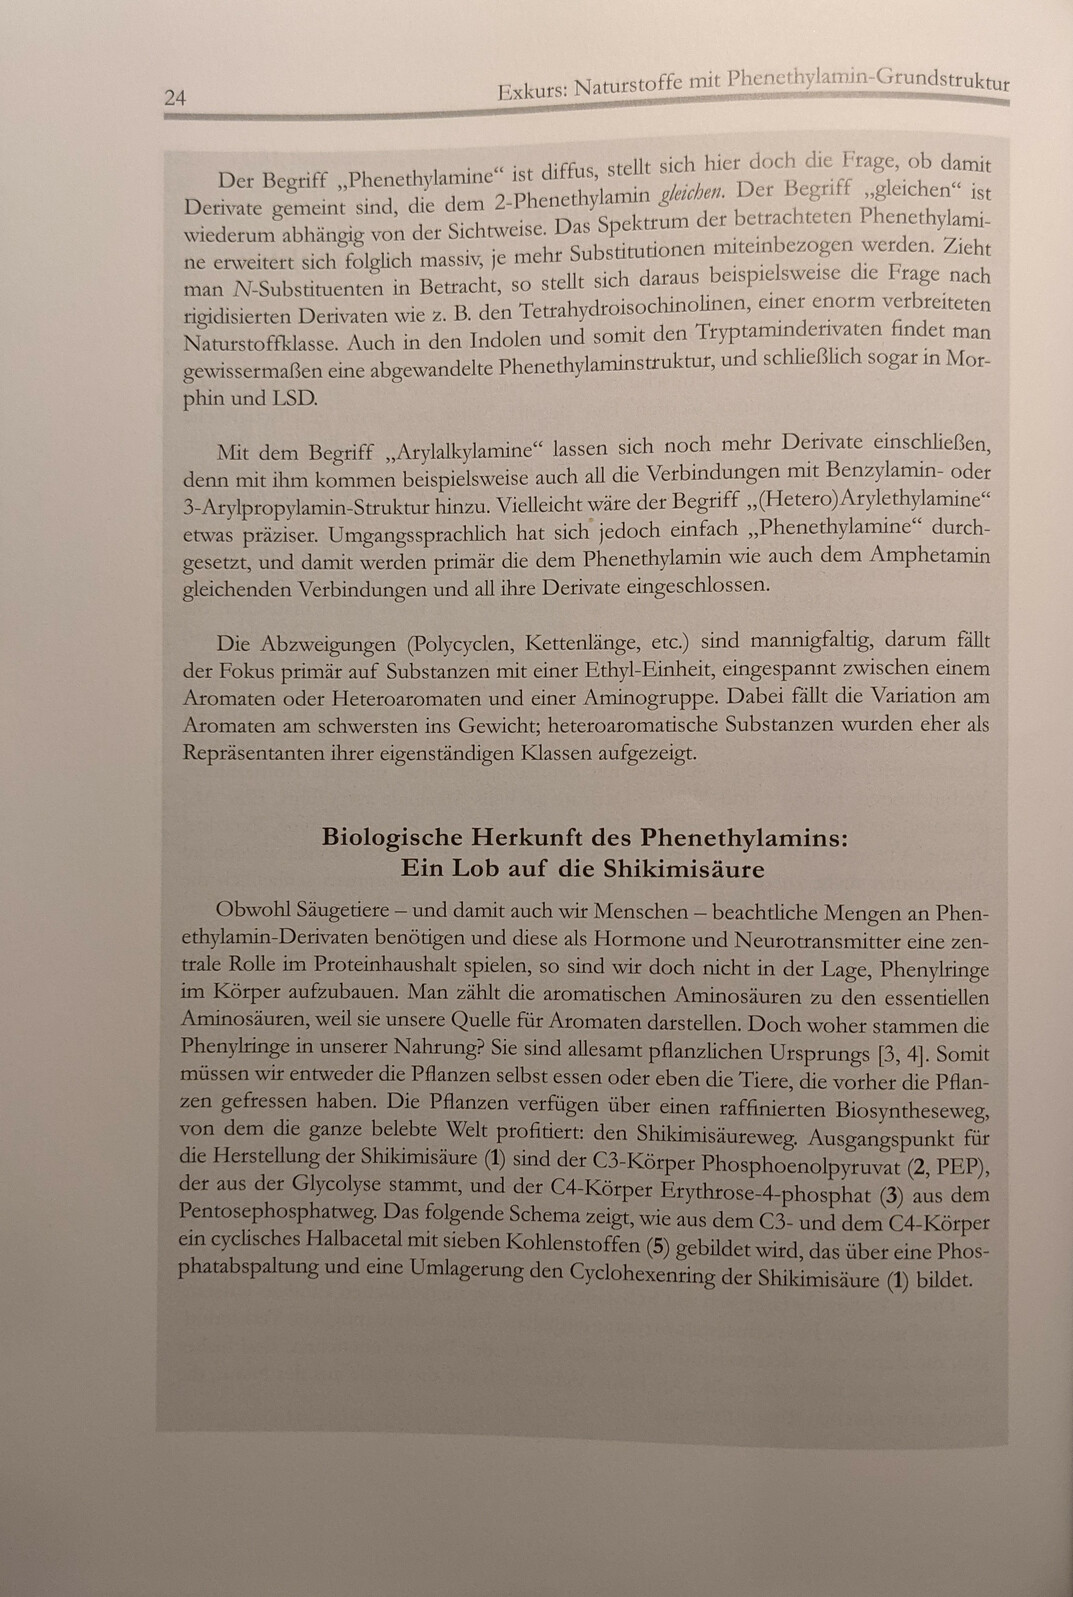 24
Exkurs: Naturstoffe mit Phenethylamin-Grundstruktur
Der Begriff „Phenethylamine“ ist diffus, stellt sich hier doch die Frage, ob damit
Derivate gemeint sind, die dem 2-Phenethylamin gleichen. Der Begriff „gleichen“ ist
wiederum abhängig von der Sichtweise. Das Spektrum der betrachteten Phenethylami-
ne erweitert sich folglich massiv, je mehr Substitutionen miteinbezogen werden. Zieht
man N-Substituenten in Betracht, so stellt sich daraus beispielsweise die Frage nach
rigidisierten Derivaten wie z. B. den Tetrahydroisochinolinen, einer enorm verbreiteten
Naturstoffklasse. Auch in den Indolen und somit den Tryptaminderivaten findet man
gewissermaßen eine abgewandelte Phenethylaminstruktur, und schließlich sogar in Mor-
phin und LSD.
Mit dem Begriff „Arylalkylamine“ lassen sich noch mehr Derivate einschließen,
denn mit ihm kommen beispielsweise auch all die Verbindungen mit Benzylamin- oder
3-Arylpropylamin-Struktur hinzu. Vielleicht wäre der Begriff „(Hetero)Arylethylamine“
etwas präziser. Umgangssprachlich hat sich jedoch einfach „Phenethylamine“ durch-
gesetzt, und damit werden primär die dem Phenethylamin wie auch dem Amphetamin
gleichenden Verbindungen und all ihre Derivate eingeschlossen.
Die Abzweigungen (Polycyclen, Kettenlänge, etc.) sind mannigfaltig, darum fällt
der Fokus primär auf Substanzen mit einer Ethyl-Einheit, eingespannt zwischen einem
Aromaten oder Heteroaromaten und einer Aminogruppe. Dabei fällt die Variation am
Aromaten am schwersten ins Gewicht; heteroaromatische Substanzen wurden eher als
Repräsentanten ihrer eigenständigen Klassen aufgezeigt.
Biologische Herkunft des Phenethylamins:
Ein Lob auf die Shikimisäure
Obwohl Säugetiere – und damit auch wir Menschen – beachtliche Mengen an Phen-
ethylamin-Derivaten benötigen und diese als Hormone und Neurotransmitter eine zen-
trale Rolle im Proteinhaushalt spielen, so sind wir doch nicht in der Lage, Phenylringe
im Körper aufzubauen. Man zählt die aromatischen Aminosäuren zu den essentiellen
Aminosäuren, weil sie unsere Quelle für Aromaten darstellen. Doch woher stammen die
Phenylringe in unserer Nahrung? Sie sind allesamt pflanzlichen Ursprungs [3, 4]. Somit
müssen wir entweder die Pflanzen selbst essen oder eben die Tiere, die vorher die Pflan-
zen gefressen haben. Die Pflanzen verfügen über einen raffinierten Biosyntheseweg,
von dem die ganze belebte Welt profitiert: den Shikimisäureweg. Ausgangspunkt für
die Herstellung der Shikimisäure (1) sind der C3-Körper Phosphoenolpyruvat (2, PEP),
der aus der Glycolyse stammt, und der C4-Körper Erythrose-4-phosphat (3) aus dem
Pentosephosphatweg. Das folgende Schema zeigt, wie aus dem C3- und dem C4-Körper
ein cyclisches Halbacetal mit sieben Kohlenstoffen (5) gebildet wird, das über eine Phos-
phatabspaltung und eine Umlagerung den Cyclohexenring der Shikimisäure (1) bildet.